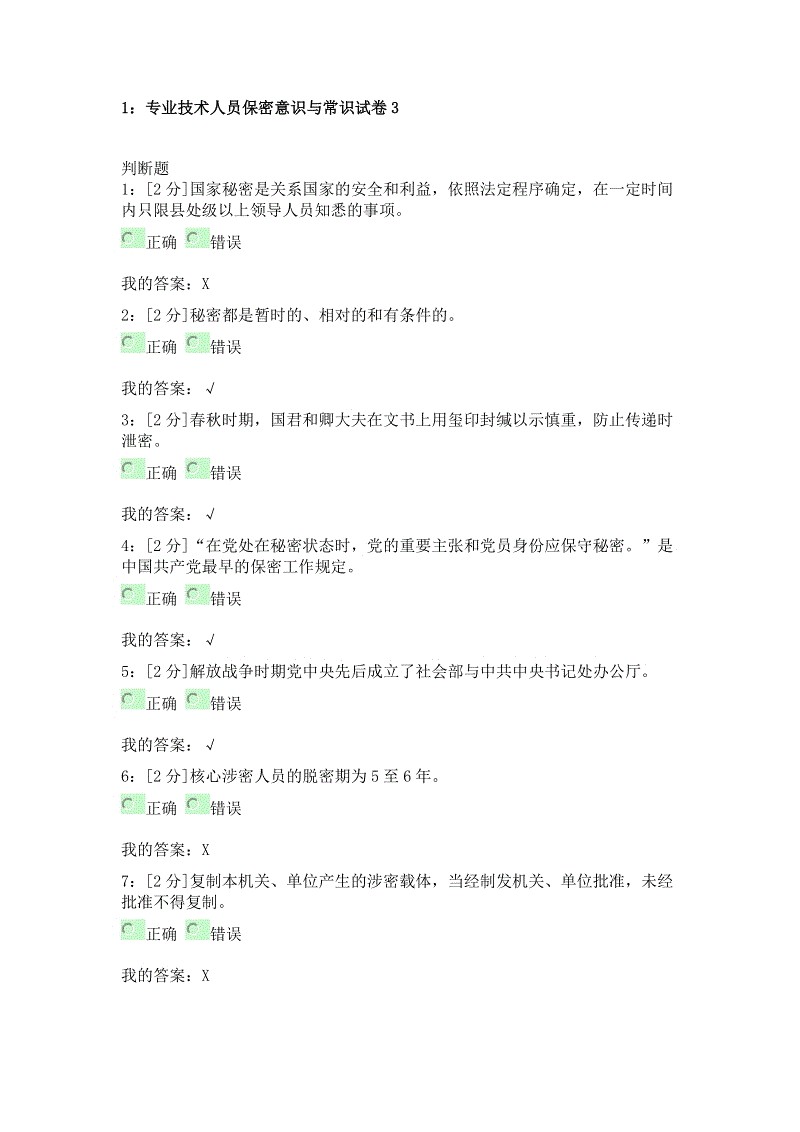 1：专业技术人员保密意识与常识试卷3
判断题
1：[2 分]国家秘密是关系国家的安全和利益，依照法定程序确定，在一定时间
内只限县处级以上领导人员知悉的事项。
正确 错误
我的答案：X
2：[2 分]秘密都是暂时的、相对的和有条件的。
正确 错误
我的答案：√
3：[2 分]春秋时期，国君和卿大夫在文书上用玺印封缄以示慎重，防止传递时
泄密。
正确 错误
我的答案：√
4：[2 分]“在党处在秘密状态时，党的重要主张和党员身份应保守秘密。”是
中国共产党最早的保密工作规定。
正确 错误
我的答案：√
5：[2 分]解放战争时期党中央先后成立了社会部与中共中央书记处办公厅。
正确 错误
我的答案：√
6：[2 分]核心涉密人员的脱密期为 5 至 6 年。
正确 错误
我的答案：X
7：[2 分]复制本机关、单位产生的涉密载体，当经制发机关、单位批准，未经
批准不得复制。
正确 错误
我的答案：X